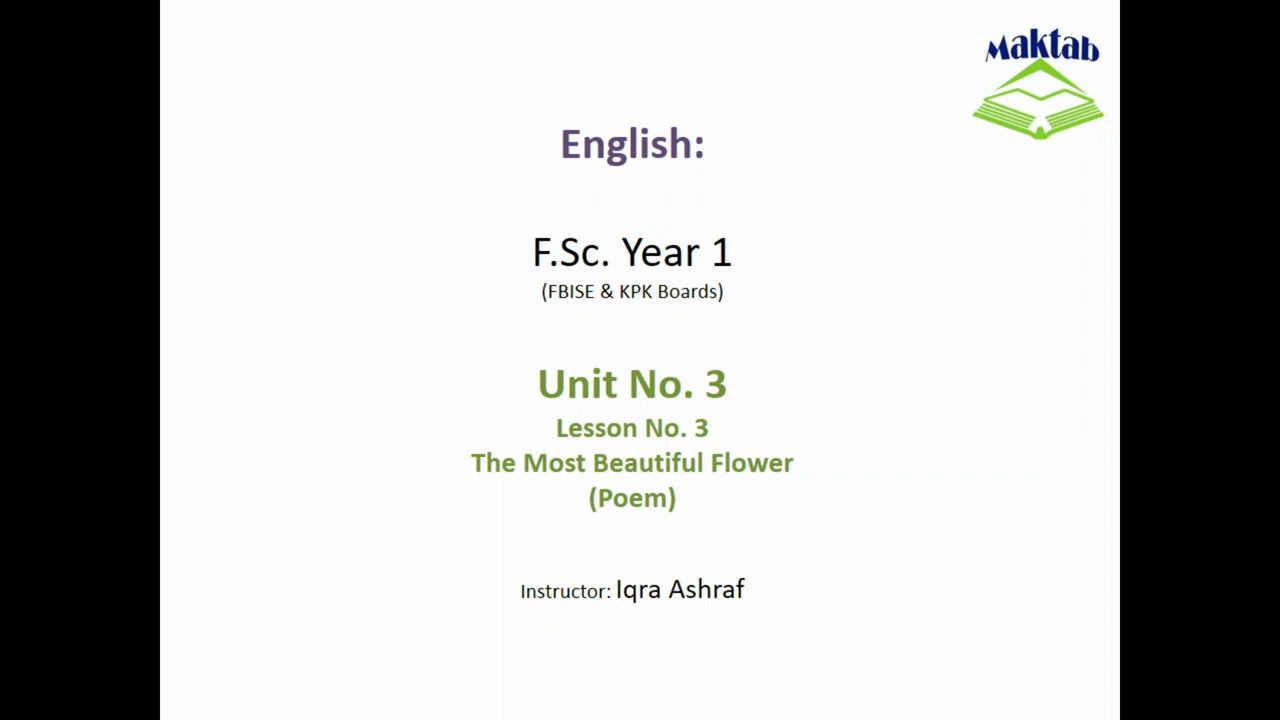 Maktab
English:
F.Sc. Year 1
(FBISE & KPK Boards)
Unit No. 3
Lesson No. 3
The Most Beautiful Flower
(Poem)
Instructor: Iqra Ashraf